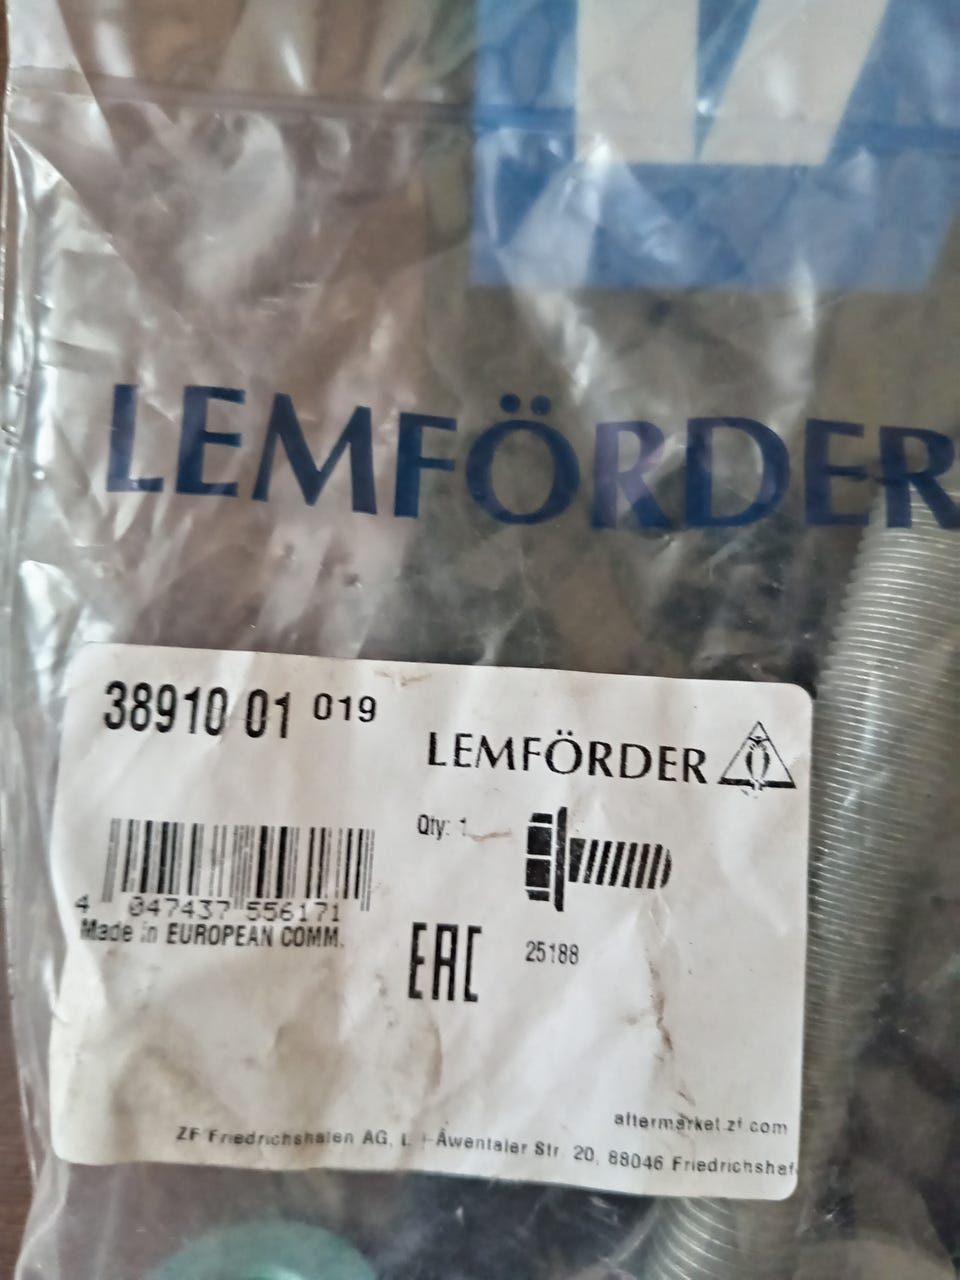 LEMFÖRDER
38910 01 019
LEMFÖRDER
Qty: 1
4 047437 556171
Made in EUROPEAN COMM.
EAC
25188
aftermarket.zf.com
ZF Friedrichshafen AG, Löwentaler Str. 20, 88046 Friedrichshaf